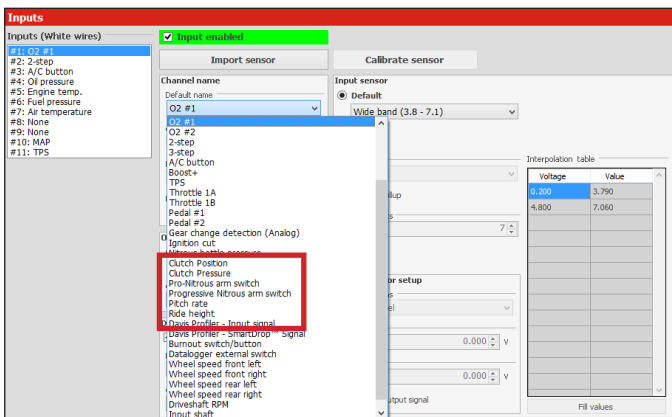 Inputs
Inputs (White wires)
#1: O2 #1
#2: 2-step
#3: A/C button
#4: Oil pressure
#5: Engine temp.
#6: Fuel pressure
#7: Air temperature
#8: None
#9: None
#10: MAP
#11: TPS
Input enabled
Import sensor
Calibrate sensor
Channel name
Default name
O2 #1
O2 #1
O2 #2
2-step
3-step
A/C button
Boost+
TPS
Throttle 1A
Throttle 1B
Pedal #1
Pedal #2
Gear change detection (Analog)
Ignition cut
Nitrous bottle pressure
Clutch Position
Clutch Pressure
Pro-Nitrous arm switch
Progressive Nitrous arm switch
Pitch rate
Ride height
Davis Profiler - Input signal
Davis Profiler - SmartDrop™ Signal
Burnout switch/button
Datalogger external switch
Wheel speed front left
Wheel speed front right
Wheel speed rear left
Wheel speed rear right
Driveshaft RPM
Input shaft
Input sensor
Default
Wide band (3.8 - 7.1)
7
0.000 V
0.000 V
Interpolation table
Voltage Value
0.200 3.790
4.800 7.060
Fill values